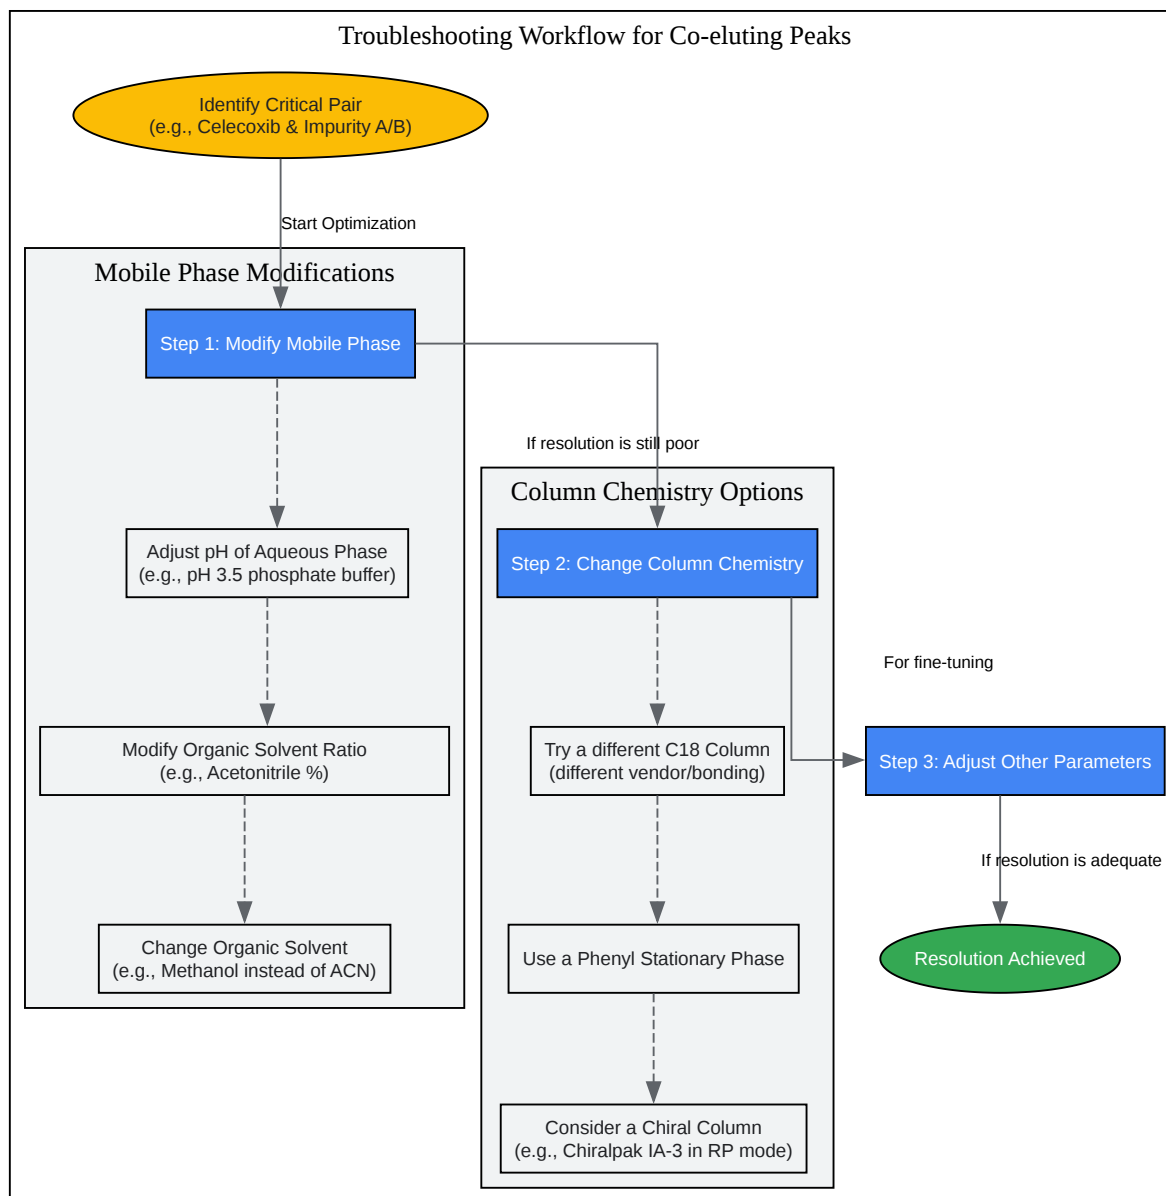 Troubleshooting Workflow for Co-eluting Peaks
Identify Critical Pair
(e.g., Celecoxib & Impurity A/B)
Start Optimization
Mobile Phase Modifications
Step 1: Modify Mobile Phase
Adjust pH of Aqueous Phase
(e.g., pH 3.5 phosphate buffer)
Modify Organic Solvent Ratio
(e.g., Acetonitrile %)
Change Organic Solvent
(e.g., Methanol instead of ACN)
If resolution is still poor
Column Chemistry Options
Step 2: Change Column Chemistry
Try a different C18 Column
(different vendor/bonding)
Use a Phenyl Stationary Phase
Consider a Chiral Column
(e.g., Chiralpak IA-3 in RP mode)
For fine-tuning
Step 3: Adjust Other Parameters
If resolution is adequate
Resolution Achieved